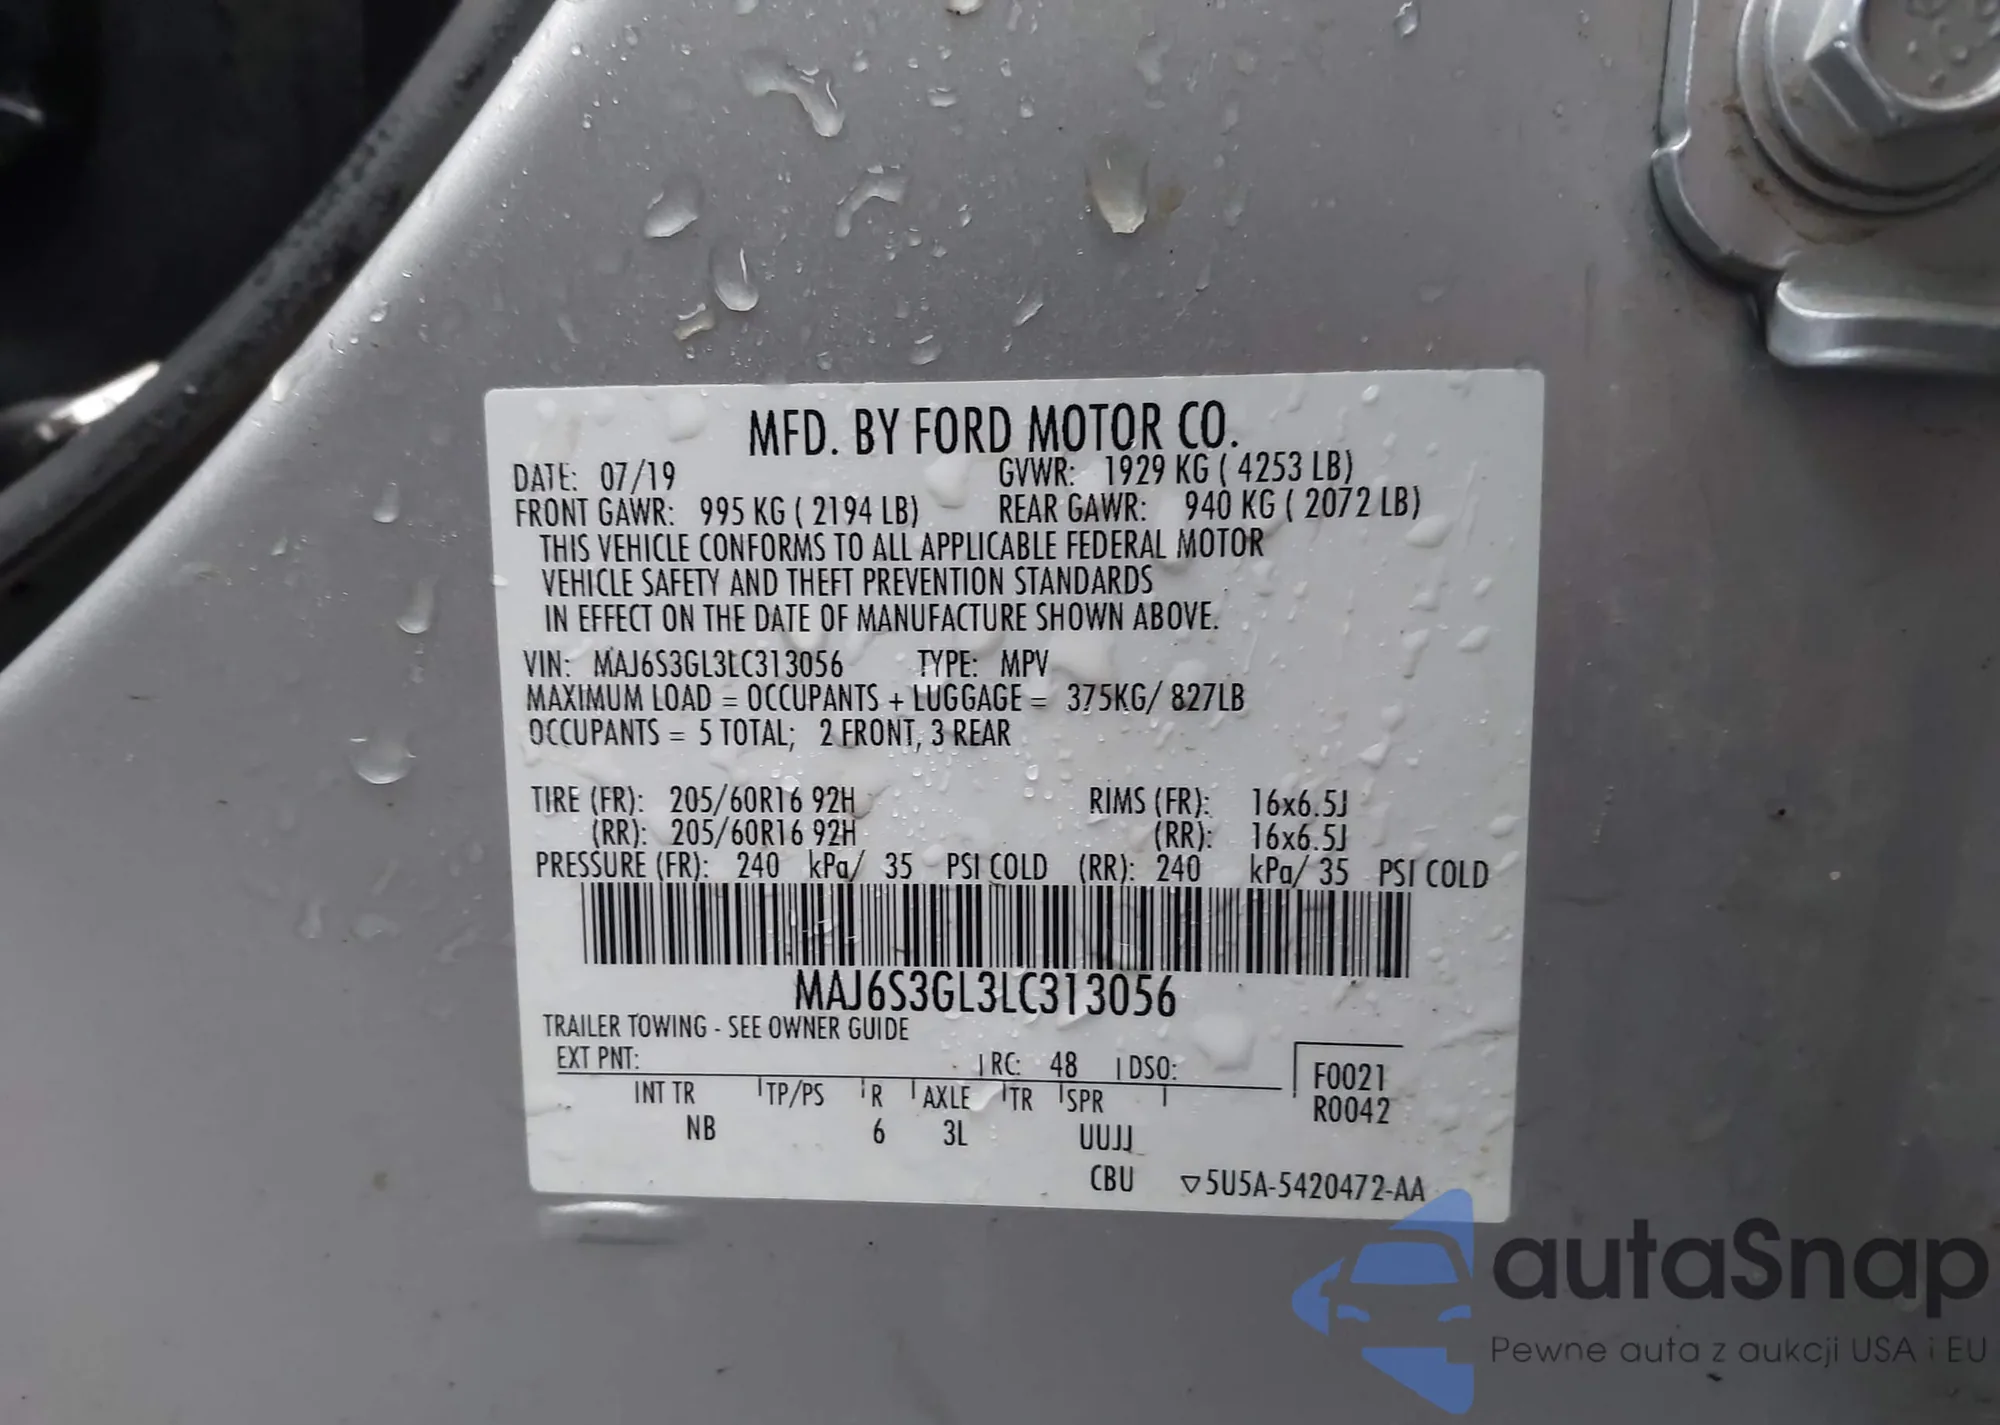 MFD. BY FORD MOTOR CO.
DATE: 07/19 GVWR: 1929 KG ( 4253 LB)
FRONT GAWR: 995 KG ( 2194 LB) REAR GAWR: 940 KG ( 2072 LB)
THIS VEHICLE CONFORMS TO ALL APPLICABLE FEDERAL MOTOR
VEHICLE SAFETY AND THEFT PREVENTION STANDARDS
IN EFFECT ON THE DATE OF MANUFACTURE SHOWN ABOVE.
VIN: MAJ6S3GL3LC313056 TYPE: MPV
MAXIMUM LOAD = OCCUPANTS + LUGGAGE = 375KG/ 827LB
OCCUPANTS = 5 TOTAL; 2 FRONT, 3 REAR
TIRE (FR): 205/60R16 92H RIMS (FR): 16x6.5J
(RR): 205/60R16 92H (RR): 16x6.5J
PRESSURE (FR): 240 kPa/ 35 PSI COLD (RR): 240 kPa/ 35 PSI COLD
MAJ6S3GL3LC313056
TRAILER TOWING - SEE OWNER GUIDE
EXT PNT: RC: 48 DSO: F0021
INT TR TP/PS R AXLE TR SPR R0042
NB 6 3L UUJJ
CBU ▽5U5A-5420472-AA
autaSnap
Pewne auta z aukcji USA i EU